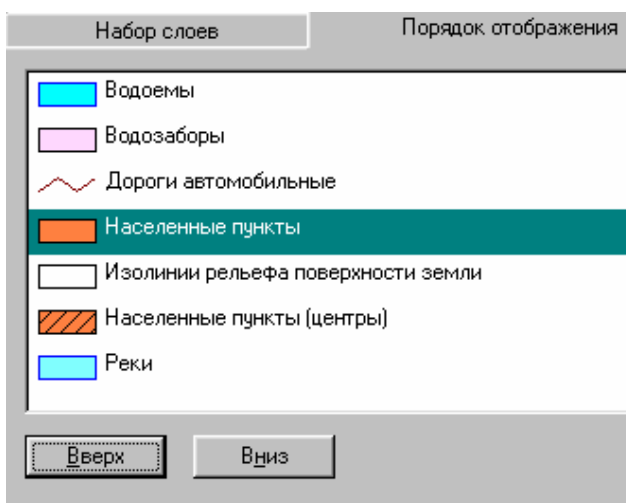 Набор слоев
Порядок отображения
Водоемы
Водозаборы
Дороги автомобильные
Населенные пункты
Изолинии рельефа поверхности земли
Населенные пункты (центры)
Реки
Вверх
Вниз